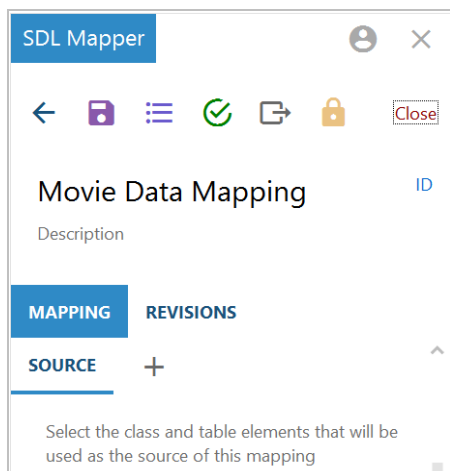 SDL Mapper
Close
Movie Data Mapping
ID
Description
MAPPING
REVISIONS
SOURCE
Select the class and table elements that will be
used as the source of this mapping